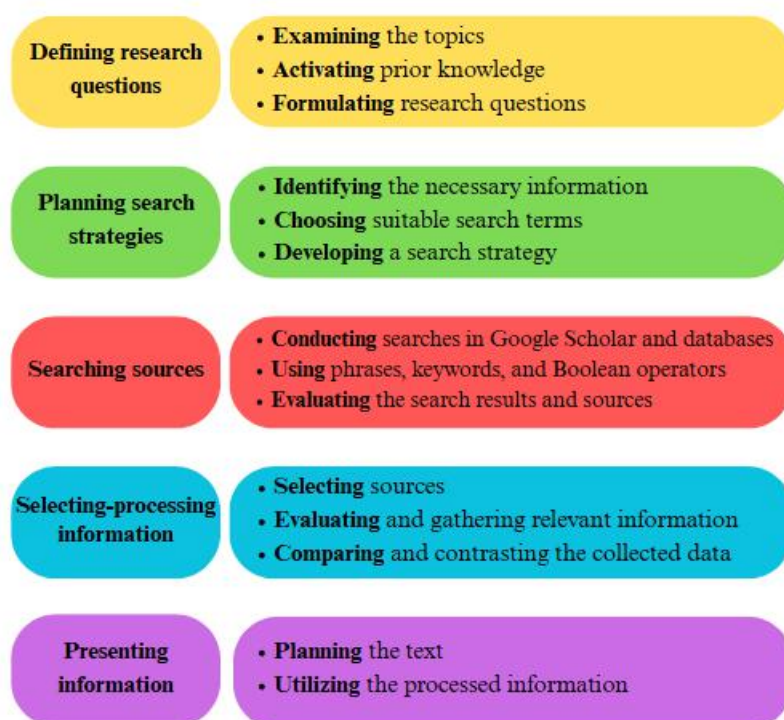 Defining research
questions
• Examining the topics
• Activating prior knowledge
• Formulating research questions
Planning search
strategies
• Identifying the necessary information
• Choosing suitable search terms
• Developing a search strategy
Searching sources
• Conducting searches in Google Scholar and databases
• Using phrases, keywords, and Boolean operators
• Evaluating the search results and sources
Selecting-processing
information
• Selecting sources
• Evaluating and gathering relevant information
• Comparing and contrasting the collected data
Presenting
information
• Planning the text
• Utilizing the processed information